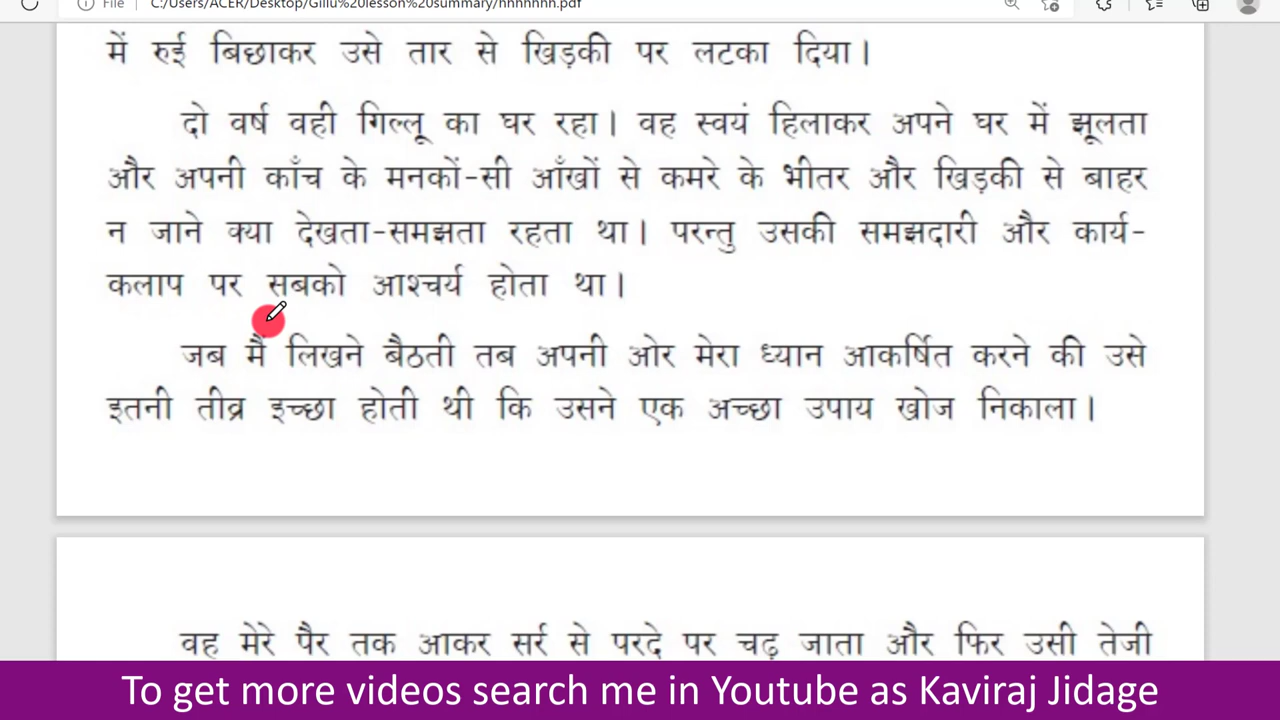 File
C:/Users/ACER/Desktop/Gillu%20lesson%20summary/nnnnnnn.pdf
में रुई बिछाकर उसे तार से खिड़की पर लटका दिया।
दो वर्ष वही गिल्लू का घर रहा। वह स्वयं हिलाकर अपने घर में झूलता
और अपनी काँच के मनकों-सी आँखों से कमरे के भीतर और खिड़की से बाहर
न जाने क्या देखता-समझता रहता था। परन्तु उसकी समझदारी और कार्य-
कलाप पर सबको आश्चर्य होता था।
जब मैं लिखने बैठती तब अपनी ओर मेरा ध्यान आकर्षित करने की उसे
इतनी तीव्र इच्छा होती थी कि उसने एक अच्छा उपाय खोज निकाला।
वह मेरे पैर तक आकर सर्र से परदे पर चढ़ जाता और फिर उसी तेजी
To get more videos search me in Youtube as Kaviraj Jidage